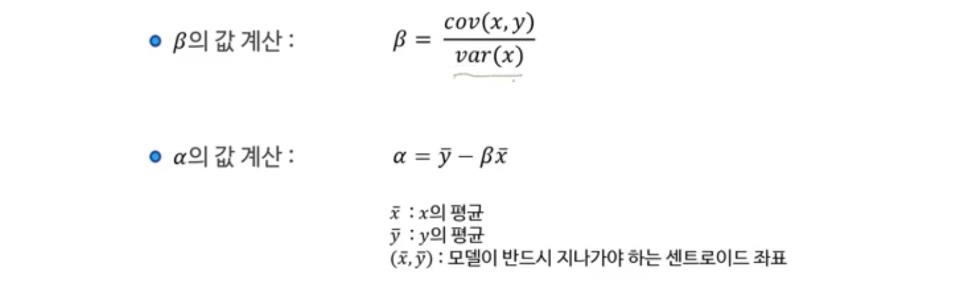 β의 값 계산 : β = cov(x, y) / var(x)
α의 값 계산 : α = ȳ − βx̄
x̄ : x의 평균
ȳ : y의 평균
(x̄, ȳ) : 모델이 반드시 지나가야 하는 센트로이드 좌표